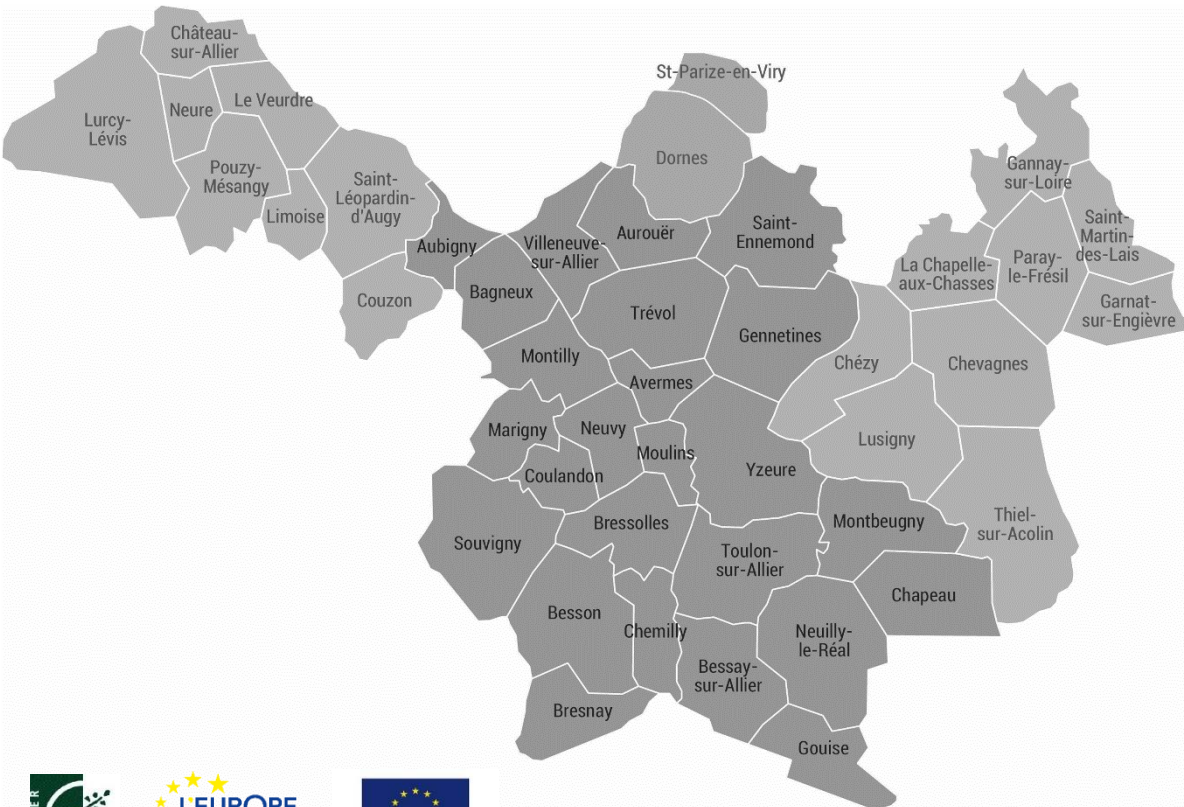 Château-
sur-Allier
St-Parize-en-Viry
Le Veurdre
Neure
Lurcy-
Lévis
Dornes
Pouzy-
Mésangy
Gannay-
sur-Loire
Saint-
Léopardin-
d'Augy
Limoise
Saint-
Martin-
des-Lais
Saint-
Ennemond
Aurouër
Villeneuve-
sur-Allier
Aubigny
Paray-
le-Frésil
La Chapelle-
aux-Chasses
Bagneux
Couzon
Garnat-
sur-Engièvre
Trévol
Gennetines
Montilly
Chézy
Chevagnes
Avermes
Marigny
Neuvy
Lusigny
Moulins
Yzeure
Coulandon
Thiel-
sur-Acolin
Bressolles
Montbeugny
Souvigny
Toulon-
sur-Allier
Chapeau
Besson
Chemilly
Neuilly-
le-Réal
Bessay-
sur-Allier
Bresnay
Gouise
L'EUROPE